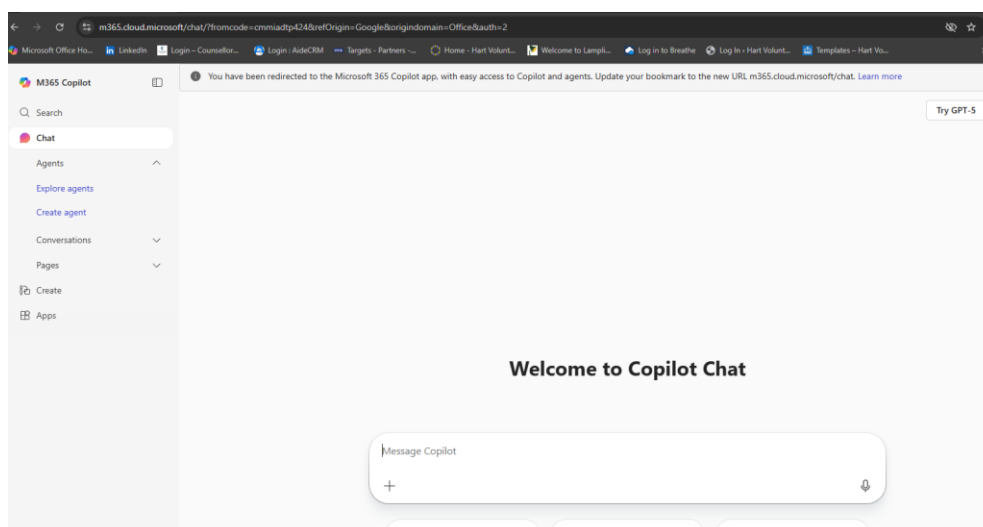 m365.cloud.microsoft/chat/?fromcode=cmmiadtp424&refOrigin=Google&origindomain=Office&auth=2
Microsoft Office Ho... LinkedIn Login – Counsellor... Login : AideCRM Targets - Partners -... Home - Hart Volunt... Welcome to Lampli... Log in to Breathe Log In ‹ Hart Volunt... Templates – Hart Vo...
M365 Copilot
You have been redirected to the Microsoft 365 Copilot app, with easy access to Copilot and agents. Update your bookmark to the new URL m365.cloud.microsoft/chat. Learn more
Search
Try GPT-5
Chat
Agents
Explore agents
Create agent
Conversations
Pages
Create
Apps
Welcome to Copilot Chat
Message Copilot